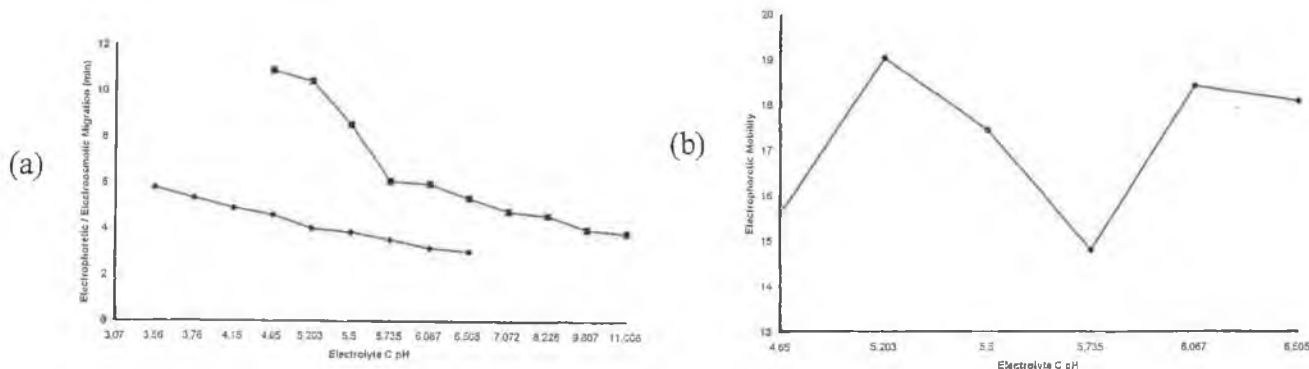 (a)
Electrophoretic / Electroosmotic Migration (min)
12
10
8
6
4
2
0
3.07 3.56 3.76 4.15 4.65 5.203 5.5 5.735 6.067 6.505 7.072 8.226 9.807
Electrolyte C pH
(b)
Electrophoretic Mobility
20
19
18
17
16
15
14
13
4.65 5.203 5.5 5.735 6.067 6.505
Electrolyte C pH